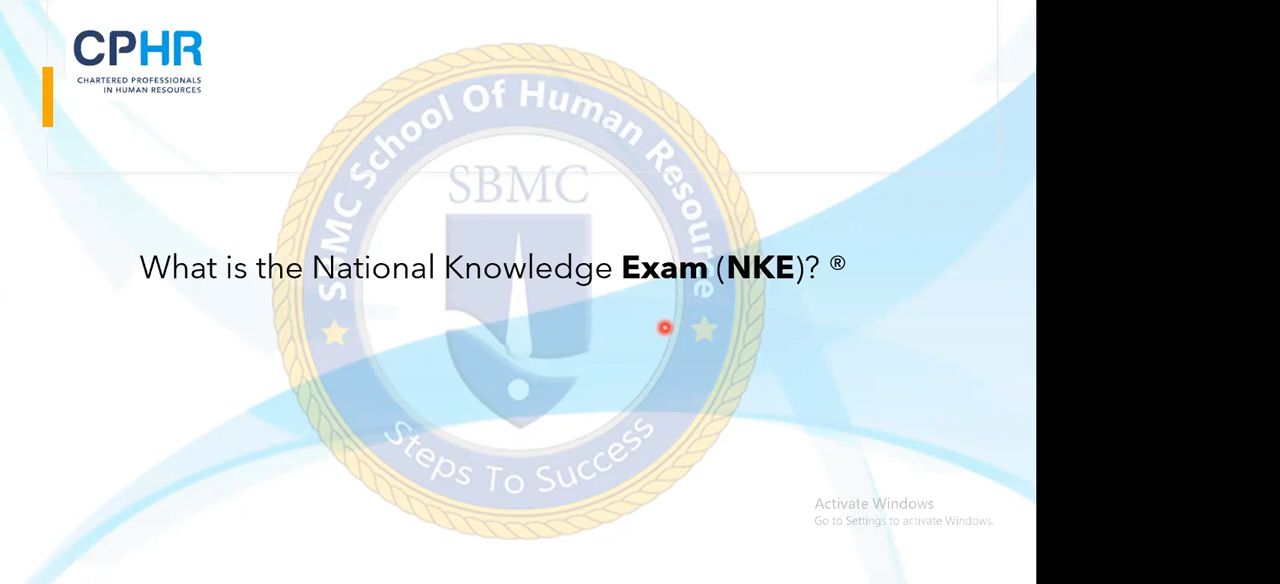 CPHR
CHARTERED PROFESSIONALS
IN HUMAN RESOURCES
SBMC School Of Human Resource
SBMC
What is the National Knowledge Exam (NKE)? ®
Steps To Success
Activate Windows
Go to Settings to activate Windows.